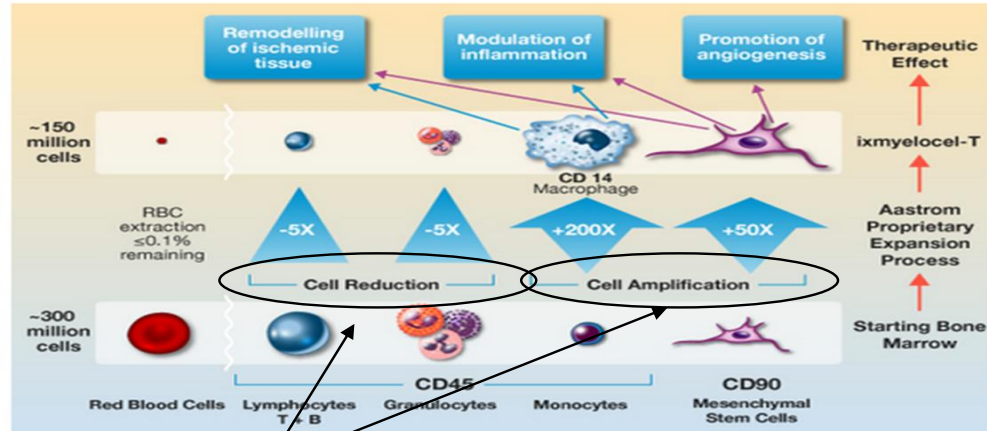 Remodelling
of ischemic
tissue
Modulation of
inflammation
Promotion of
angiogenesis
Therapeutic
Effect
~150
million
cells
CD 14
Macrophage
ixmyelocel-T
RBC
extraction
≤0.1%
remaining
-5X
-5X
+200X
+50X
Aastrom
Proprietary
Expansion
Process
Cell Reduction
Cell Amplification
~300
million
cells
Starting Bone
Marrow
CD45
CD90
Red Blood Cells
Lymphocytes
T + B
Granulocytes
Monocytes
Mesenchymal
Stem Cells